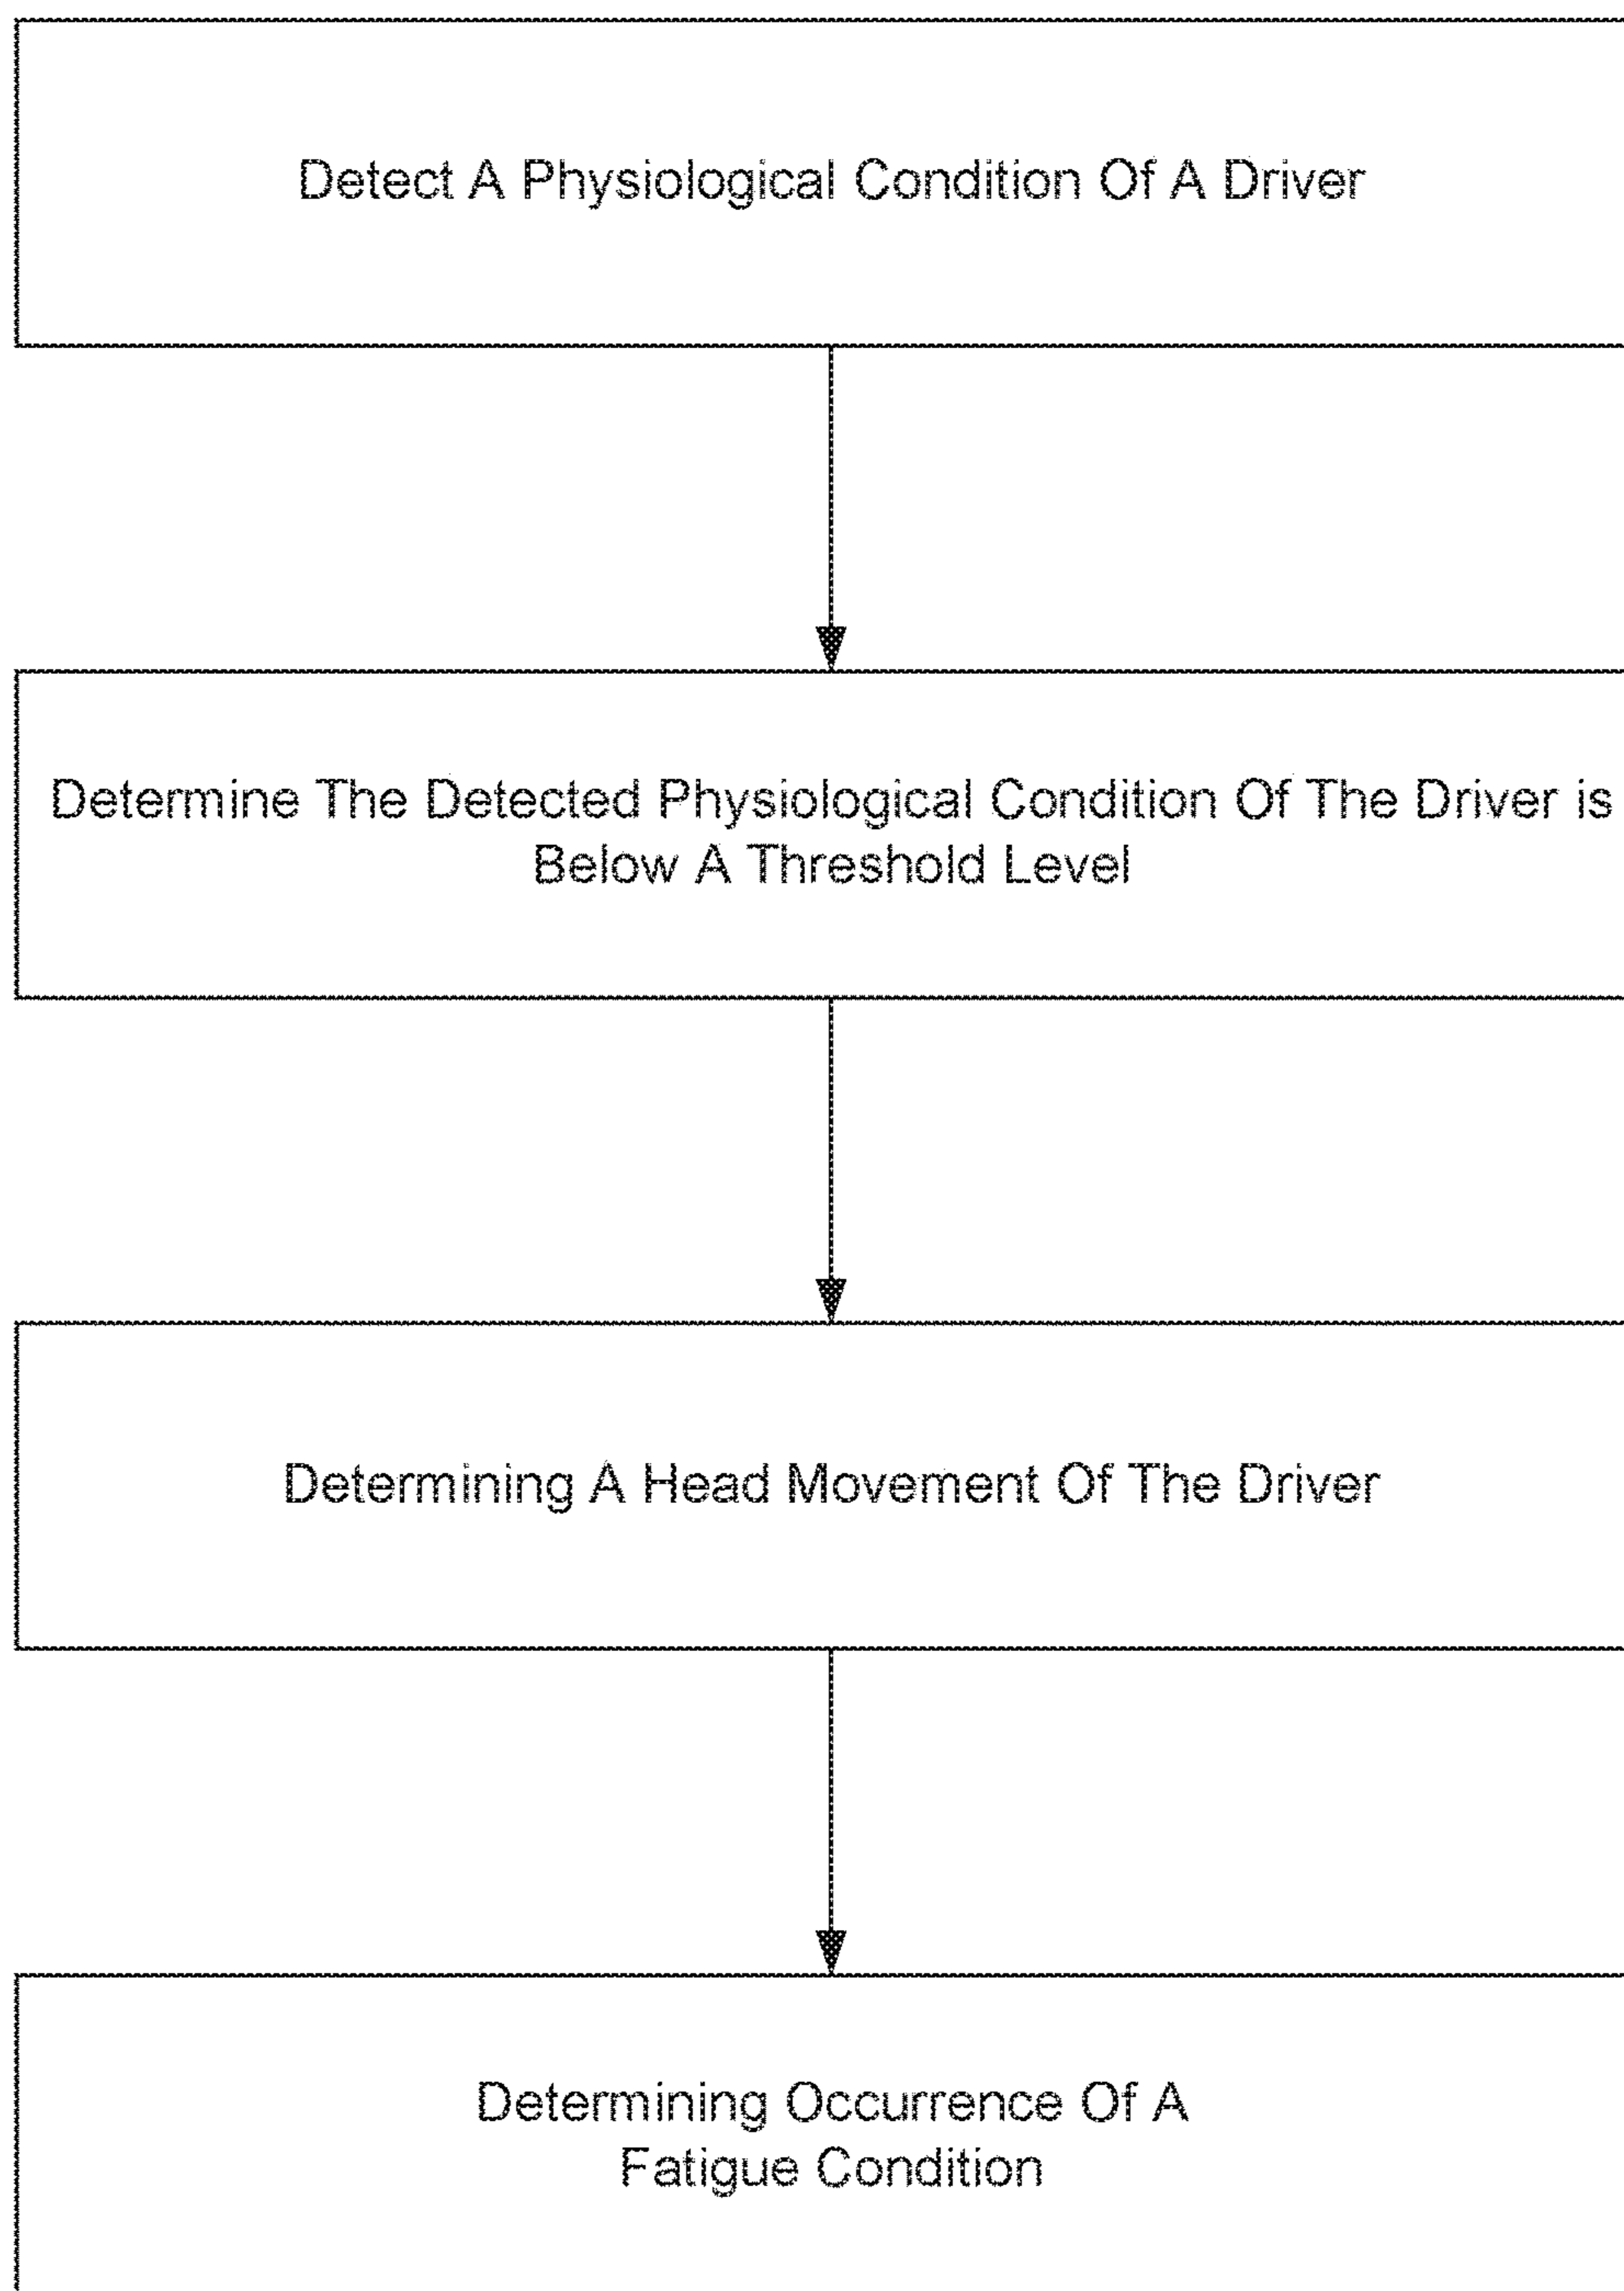 Detect A Physiological Condition Of A Driver
Determine The Detected Physiological Condition Of The Driver is
Below A Threshold Level
Determining A Head Movement Of The Driver
Determining Occurrence Of A
Fatigue Condition